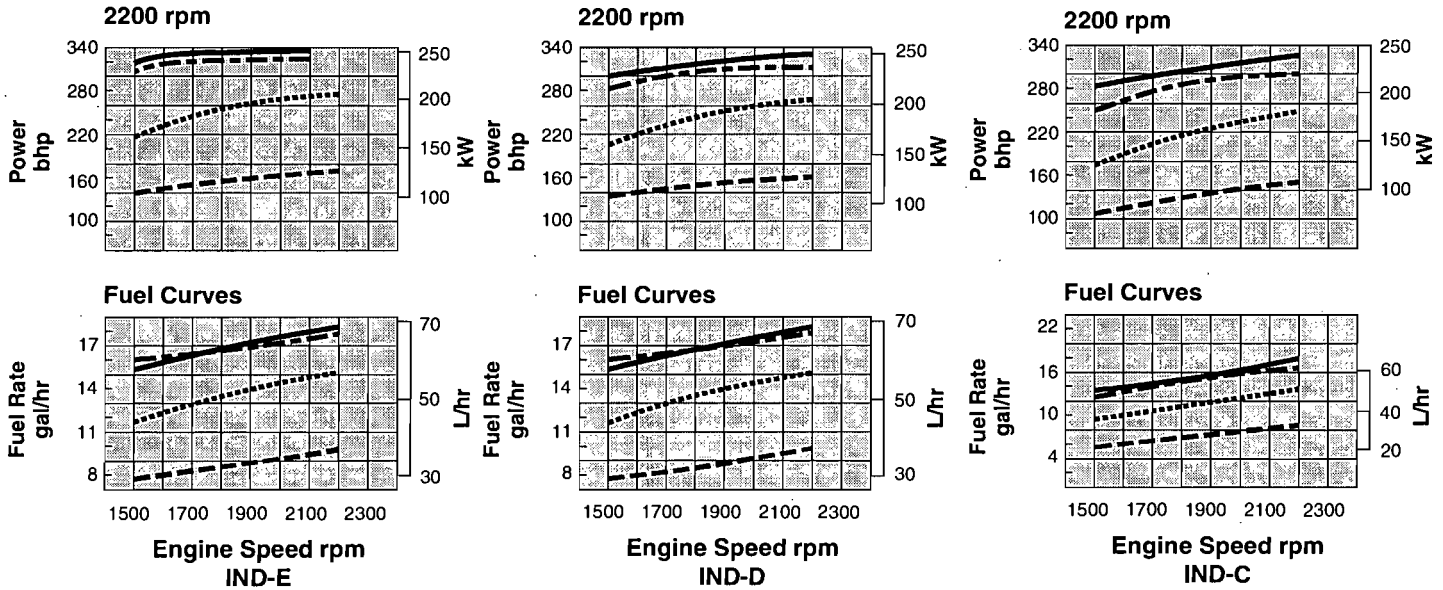 2200 rpm
340
280
220
160
100
Power
bhp
250
200
150
100
kW
Fuel Curves
17
14
11
8
Fuel Rate
gal/hr
70
50
30
L/hr
1500 1700 1900 2100 2300
Engine Speed rpm
IND-E
2200 rpm
340
280
220
160
100
Power
bhp
250
200
150
100
kW
Fuel Curves
17
14
11
8
Fuel Rate
gal/hr
70
50
30
L/hr
1500 1700 1900 2100 2300
Engine Speed rpm
IND-D
2200 rpm
340
280
220
160
100
Power
bhp
250
200
150
100
kW
Fuel Curves
22
16
10
4
Fuel Rate
gal/hr
60
40
20
L/hr
1500 1700 1900 2100 2300
Engine Speed rpm
IND-C